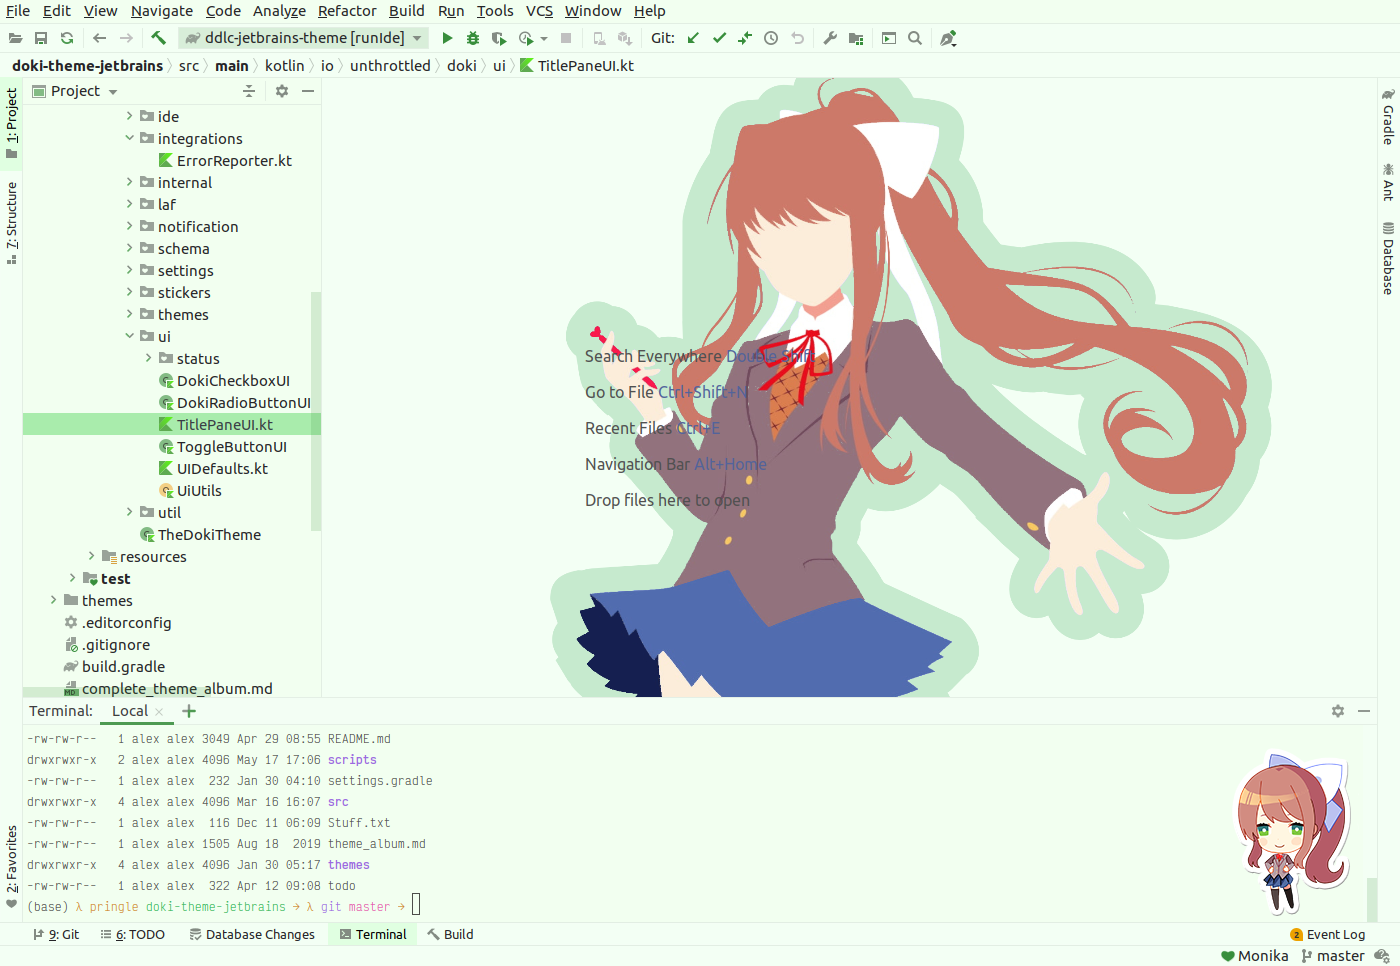 File Edit View Navigate Code Analyze Refactor Build Run Tools VCS Window Help
ddlc-jetbrains-theme [runIde] Git:
doki-theme-jetbrains src main kotlin io unthrottled doki ui TitlePaneUI.kt
1: Project
7: Structure
2: Favorites
Project
ide
integrations
ErrorReporter.kt
internal
laf
notification
schema
settings
stickers
themes
ui
status
DokiCheckboxUI
DokiRadioButtonUI
TitlePaneUI.kt
ToggleButtonUI
UIDefaults.kt
UiUtils
util
TheDokiTheme
resources
test
themes
.editorconfig
.gitignore
build.gradle
complete_theme_album.md
Search Everywhere Double Shift
Go to File Ctrl+Shift+N
Recent Files Ctrl+E
Navigation Bar Alt+Home
Drop files here to open
Gradle
Ant
Database
Terminal: Local
-rw-rw-r-- 1 alex alex 3049 Apr 29 08:55 README.md
drwxrwxr-x 2 alex alex 4096 May 17 17:06 scripts
-rw-rw-r-- 1 alex alex 232 Jan 30 04:10 settings.gradle
drwxrwxr-x 4 alex alex 4096 Mar 16 16:07 src
-rw-rw-r-- 1 alex alex 116 Dec 11 06:09 Stuff.txt
-rw-rw-r-- 1 alex alex 1505 Aug 18 2019 theme_album.md
drwxrwxr-x 4 alex alex 4096 Jan 30 05:17 themes
-rw-rw-r-- 1 alex alex 322 Apr 12 09:08 todo
(base) λ pringle doki-theme-jetbrains → λ git master →
9: Git 6: TODO Database Changes Terminal Build 2 Event Log
Monika master